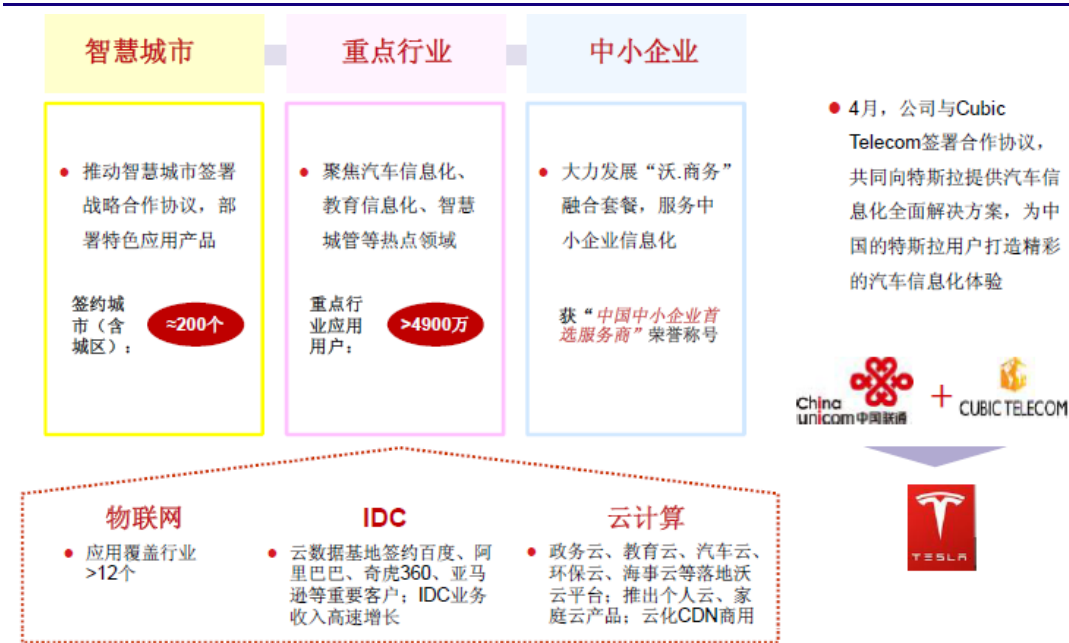 智慧城市
重点行业
中小企业
推动智慧城市签署
战略合作协议，部
署特色应用产品
签约城
市（含
城区）：
≈200个
聚焦汽车信息化、
教育信息化、智慧
城管等热点领域
重点行
业应用
用户：
>4900万
大力发展“沃.商务”
融合套餐，服务中
小企业信息化
获“中国中小企业首
选服务商”荣誉称号
4月，公司与Cubic
Telecom签署合作协议，
共同向特斯拉提供汽车信
息化全面解决方案，为中
国的特斯拉用户打造精彩
的汽车信息化体验
China
unicom中国联通
+
CUBIC TELECOM
TESLA
物联网
应用覆盖行业
>12个
IDC
云数据基地签约百度、阿
里巴巴、奇虎360、亚马
逊等重要客户；IDC业务
收入高速增长
云计算
政务云、教育云、汽车云、
环保云、海事云等落地沃
云平台；推出个人云、家
庭云产品；云化CDN商用